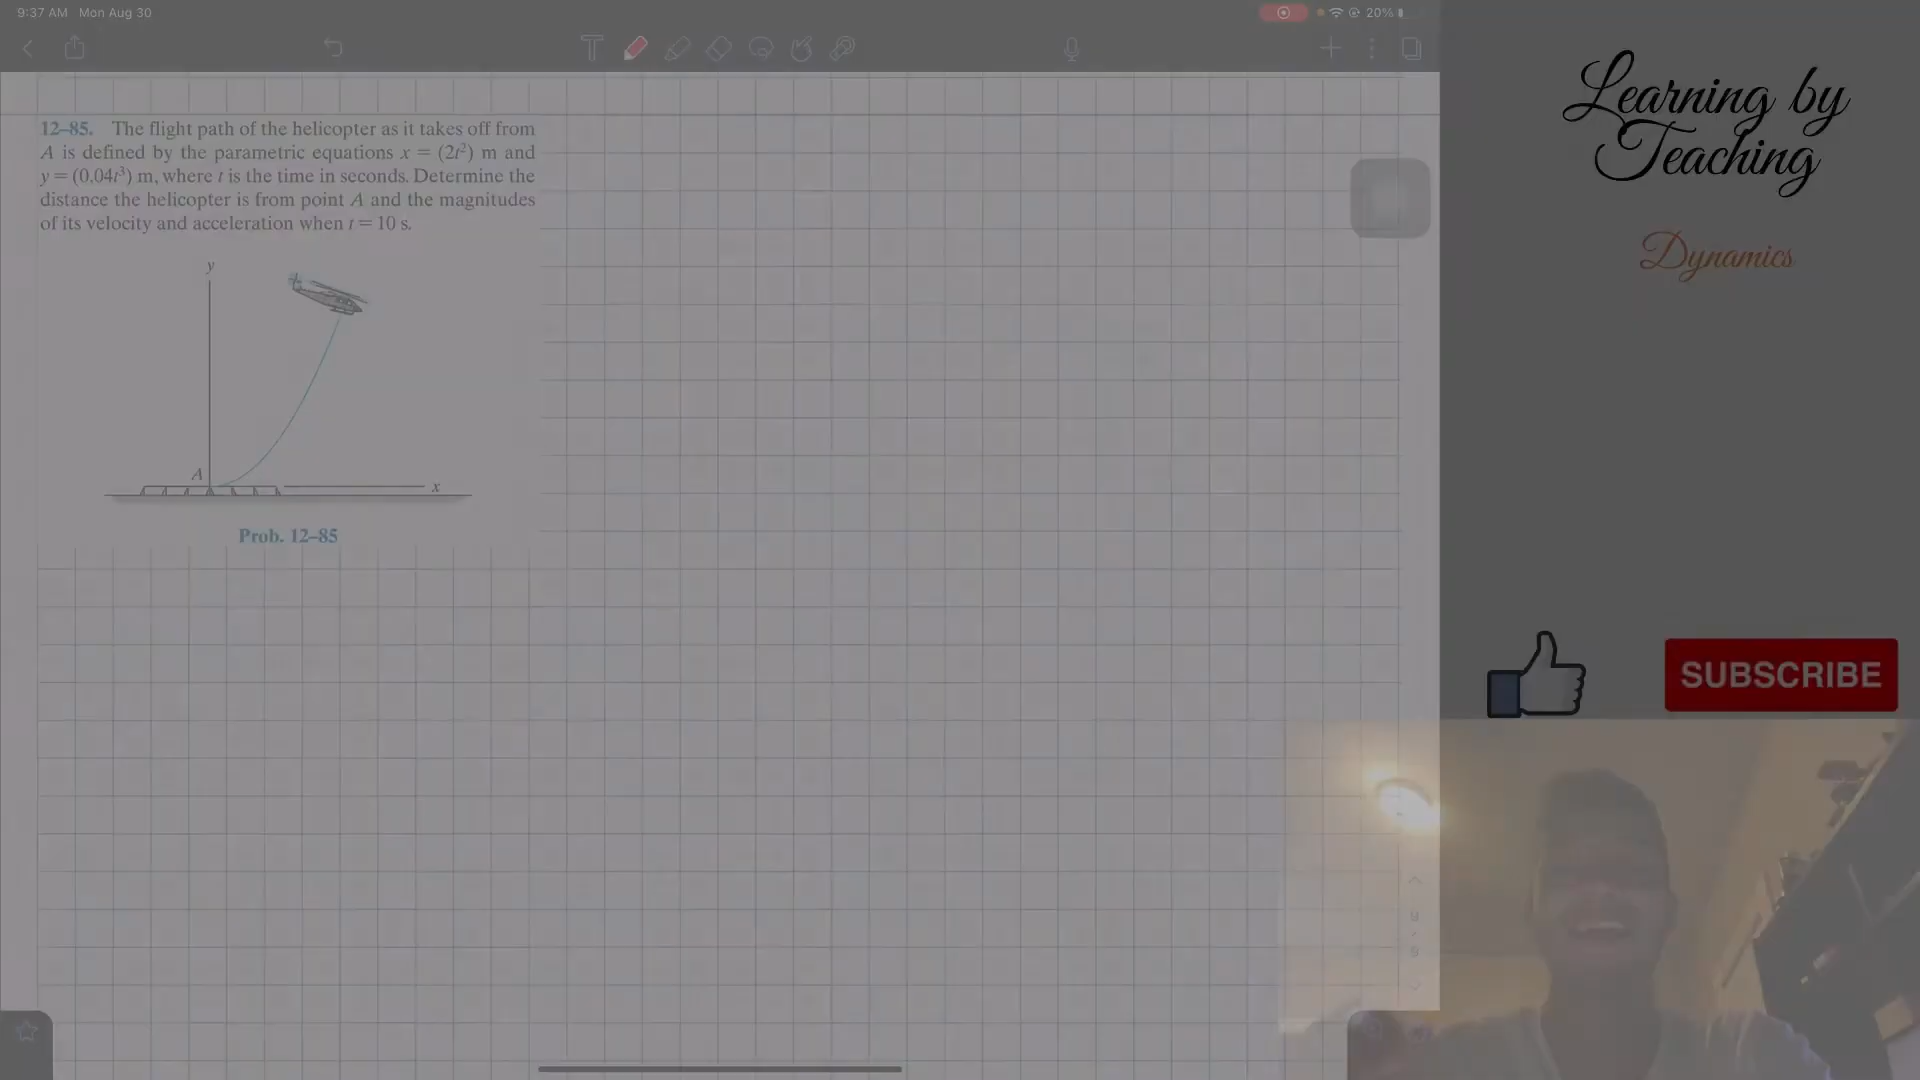 9:37 AM Mon Aug 30
20%
12–85. The flight path of the helicopter as it takes off from
A is defined by the parametric equations x = (2t²) m and
y = (0.04t³) m, where t is the time in seconds. Determine the
distance the helicopter is from point A and the magnitudes
of its velocity and acceleration when t = 10 s.
y
A
x
Prob. 12–85
Learning by
Teaching
Dynamics
SUBSCRIBE